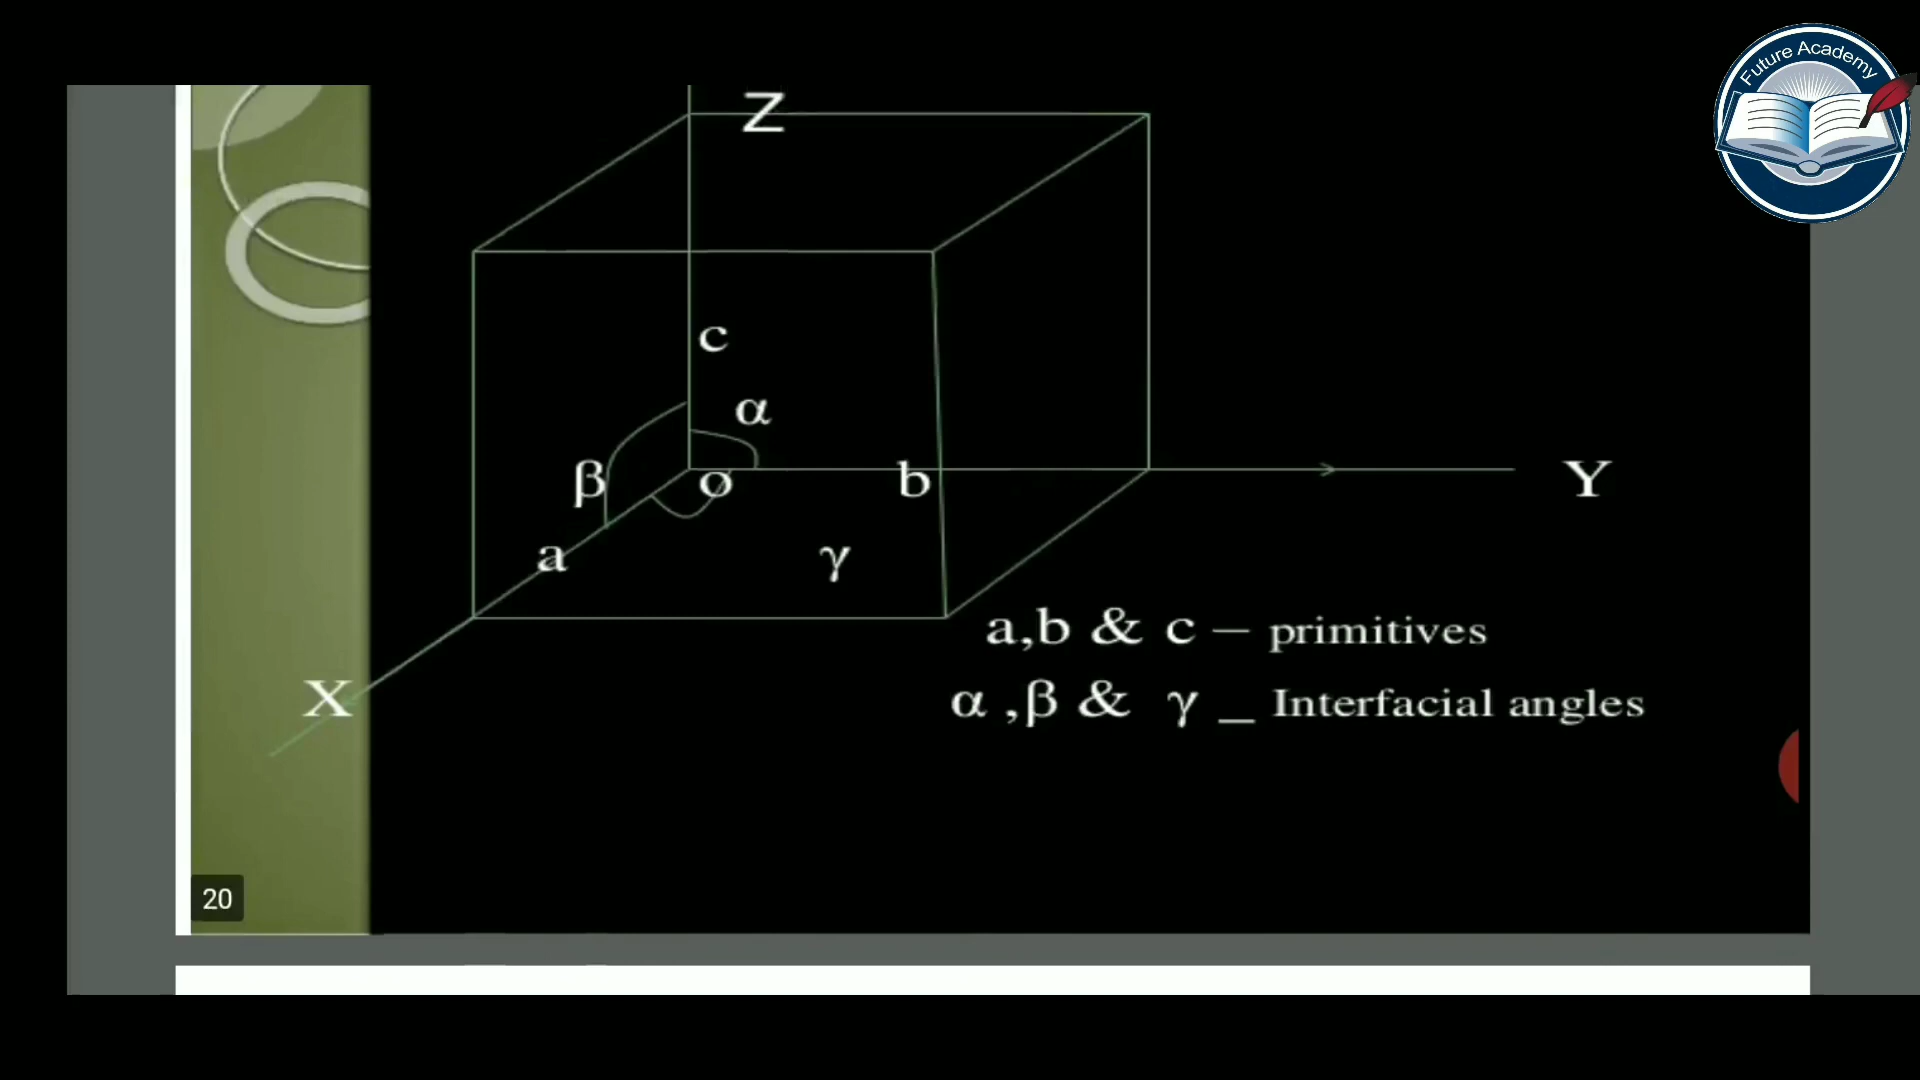 Future Academy
Z
c
α
β
o
b
Y
a
γ
a,b & c – primitives
X
α ,β & γ _ Interfacial angles
20